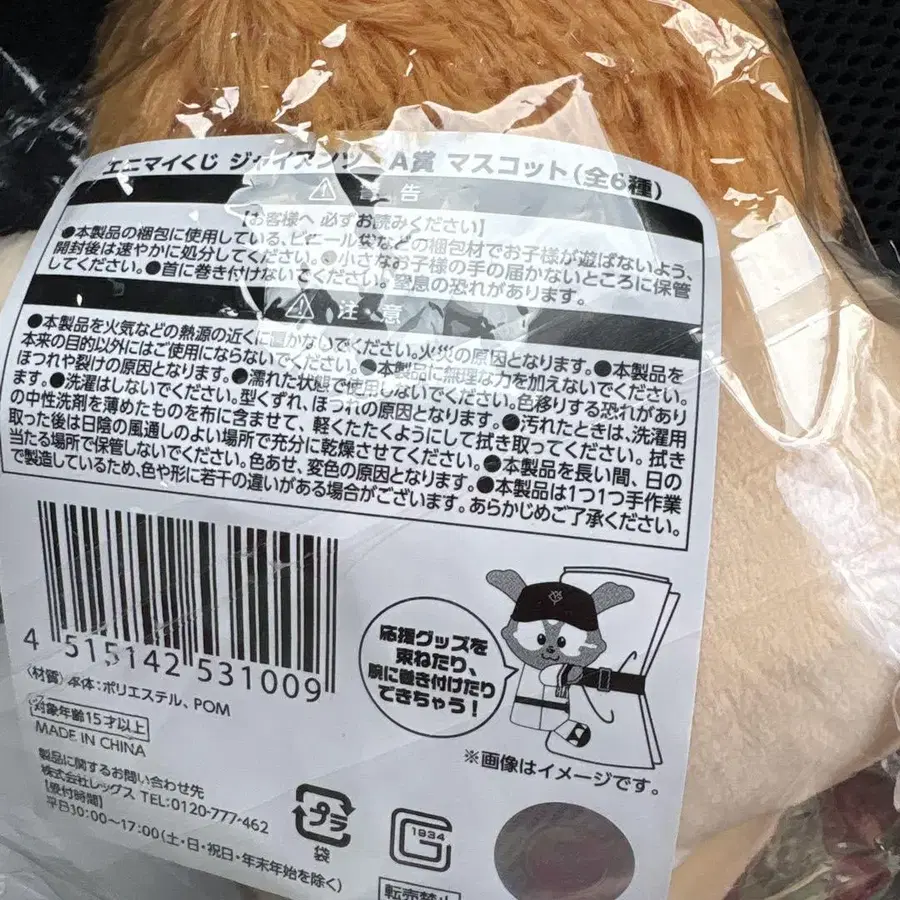 エニマイくじ ジャイアンツ A賞 マスコット(全6種)
警告
【お客様へ 必ずお読みください】
●本製品の梱包に使用している、ビニール袋などの梱包材でお子様が遊ばないよう、
開封後は速やかに処分してください。●小さなお子様の手の届かないところに保管
してください。●首に巻き付けないでください。窒息の恐れがあります。
注意
●本製品を火気などの熱源の近くに置かないでください。火災の原因となります。●本製品を
本来の目的以外にはご使用にならないでください。●本製品に無理な力を加えないでください。
ほつれや裂けの原因となります。●濡れた状態で使用しないでください。色移りする恐れがあり
ます。●洗濯はしないでください。型くずれ、ほつれの原因となります。●汚れたときは、洗濯用
の中性洗剤を薄めたものを布に含ませて、軽くたたくようにして拭き取ってください。拭き
取った後は日陰の風通しのよい場所で充分に乾燥させてください。●本製品を長い間、日の
当たる場所で保管しないでください。色あせ、変色の原因となります。●本製品は1つ1つ手作業
で製造しているため、色や形に若干の違いがある場合がございます。あらかじめご了承ください。
4 515142 531009
〈材質〉本体:ポリエステル、POM
対象年齢15才以上
MADE IN CHINA
製品に関するお問い合わせ先
株式会社レッグス TEL:0120-777-462
【受付時間】
平日10:00〜17:00(土・日・祝日・年末年始を除く)
応援グッズを
束ねたり、
腕に巻き付けたり
できちゃう!
※画像はイメージです。
プラ
袋
1934
G
転売禁止